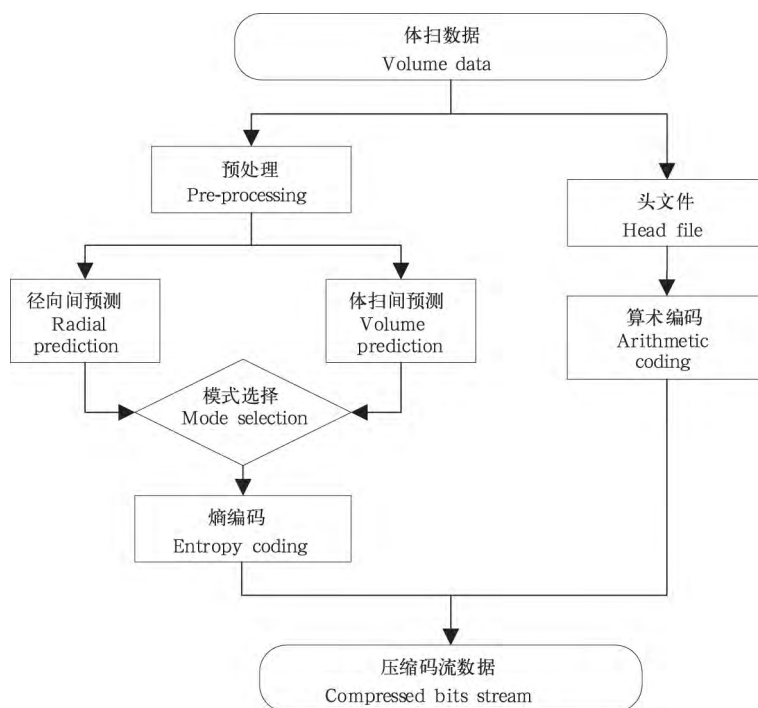 体扫数据
Volume data
预处理
Pre-processing
头文件
Head file
径向间预测
Radial
prediction
体扫间预测
Volume
prediction
算术编码
Arithmetic
coding
模式选择
Mode selection
熵编码
Entropy coding
压缩码流数据
Compressed bits stream